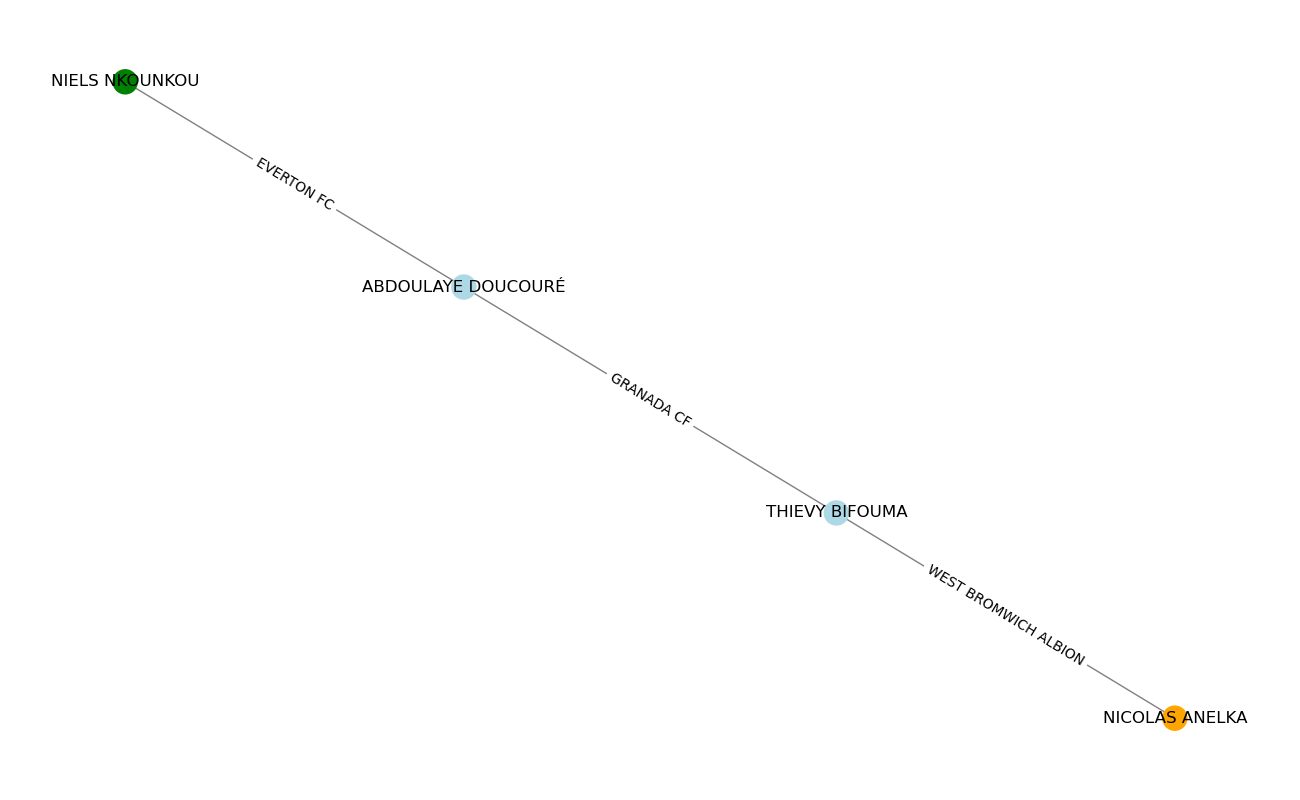 NIELS NKOUNKOU
EVERTON FC
ABDOULAYE DOUCOURÉ
GRANADA CF
THIEVY BIFOUMA
WEST BROMWICH ALBION
NICOLAS ANELKA